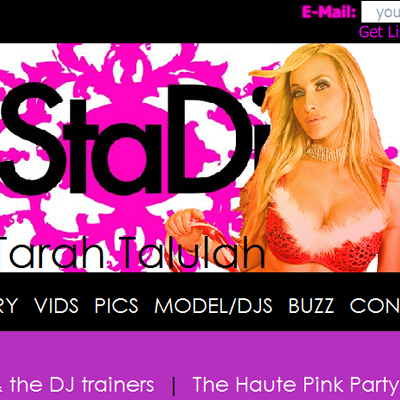 E-Mail: you
Get Li
StaDj
Tarah Talulah
RY VIDS PICS MODEL/DJS BUZZ CON
& the DJ trainers | The Haute Pink Party